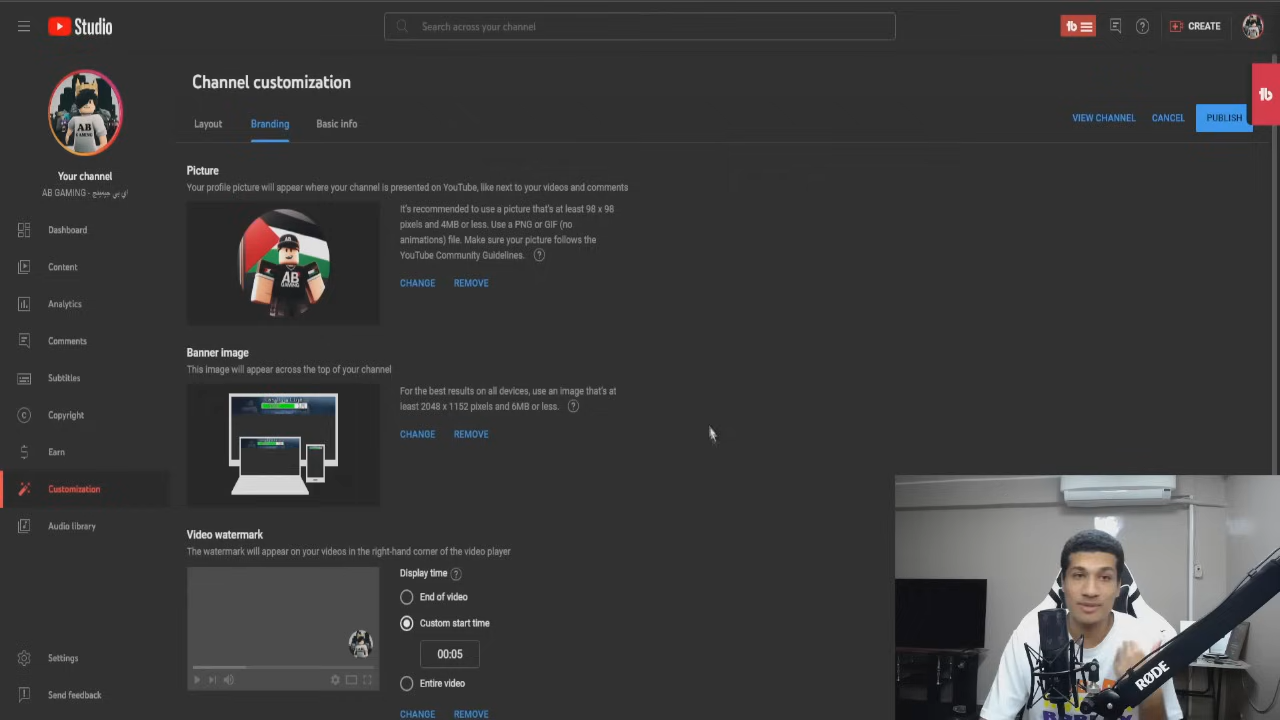 Studio
Search across your channel
CREATE
Channel customization
Layout
Branding
Basic info
VIEW CHANNEL
CANCEL
PUBLISH
AB
GAMING
Your channel
AB GAMING - اي بي جيمينج
Dashboard
Content
Analytics
Comments
Subtitles
Copyright
Earn
Customization
Audio library
Settings
Send feedback
Picture
Your profile picture will appear where your channel is presented on YouTube, like next to your videos and comments
AB
GAMING
It's recommended to use a picture that's at least 98 x 98
pixels and 4MB or less. Use a PNG or GIF (no
animations) file. Make sure your picture follows the
YouTube Community Guidelines.
CHANGE
REMOVE
Banner image
This image will appear across the top of your channel
For the best results on all devices, use an image that's at
least 2048 x 1152 pixels and 6MB or less.
CHANGE
REMOVE
Video watermark
The watermark will appear on your videos in the right-hand corner of the video player
Display time
End of video
Custom start time
00:05
Entire video
CHANGE
REMOVE
RØDE